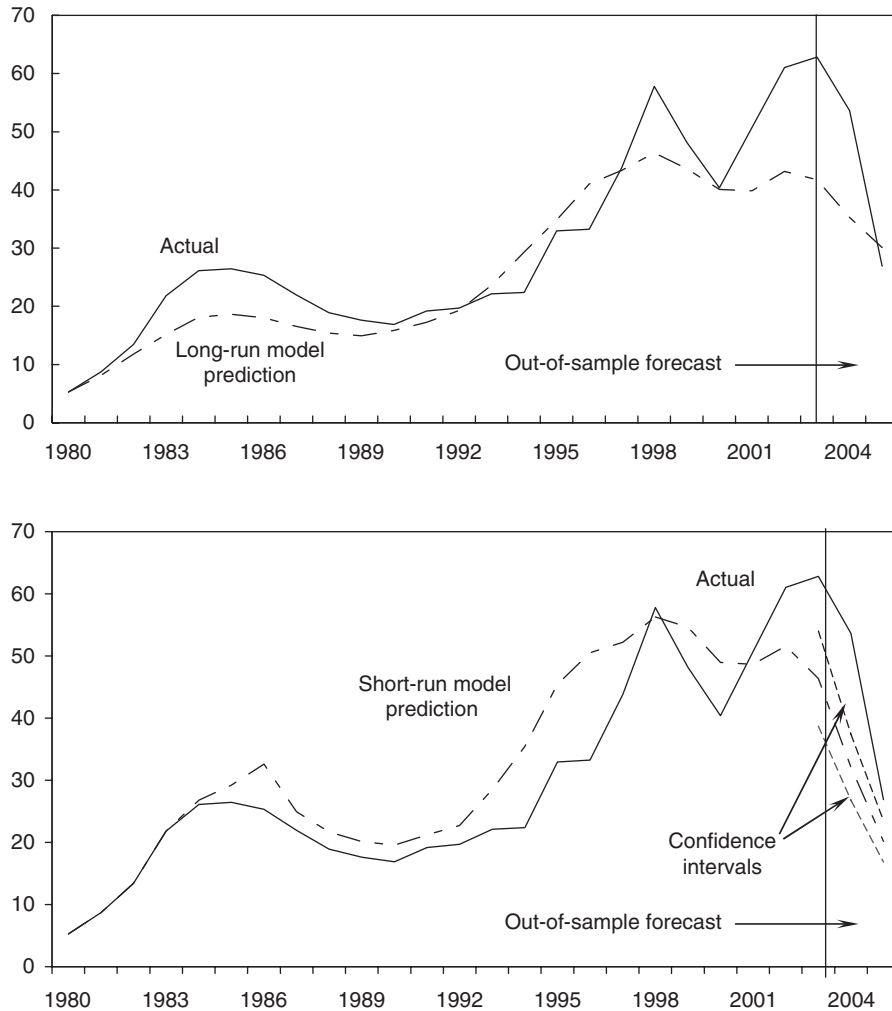 70
60
50
40
30
20
10
0
Actual
Long-run model
prediction
Out-of-sample forecast
1980 1983 1986 1989 1992 1995 1998 2001 2004
70
60
50
40
30
20
10
0
Actual
Short-run model
prediction
Confidence
intervals
Out-of-sample forecast
1980 1983 1986 1989 1992 1995 1998 2001 2004